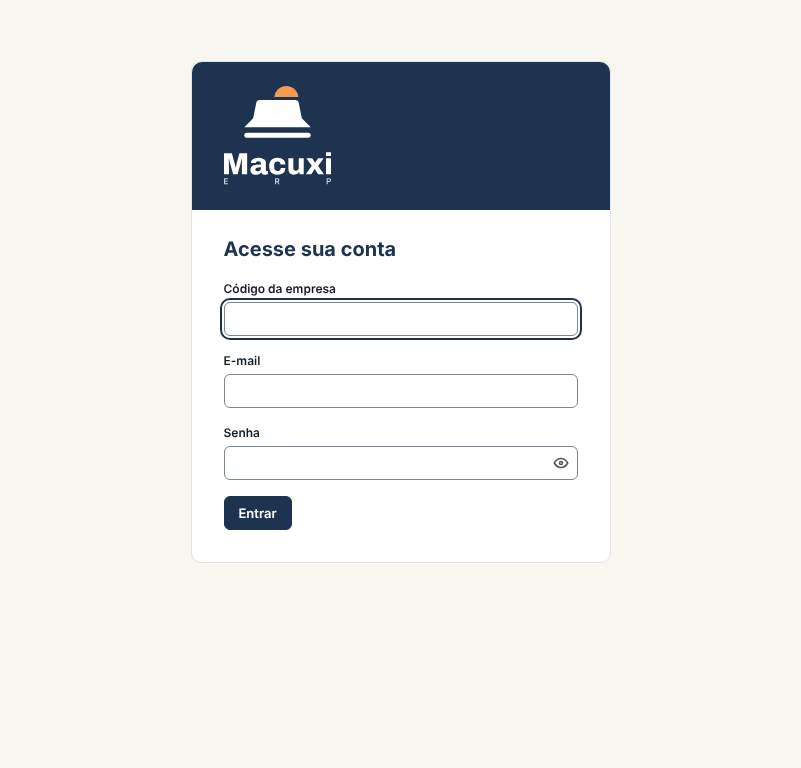 Macuxi
E R P
Acesse sua conta
Código da empresa
E-mail
Senha
Entrar